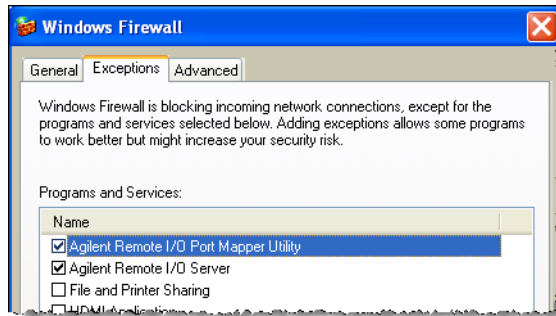 Windows Firewall
General Exceptions Advanced
Windows Firewall is blocking incoming network connections, except for the
programs and services selected below. Adding exceptions allows some programs
to work better but might increase your security risk.
Programs and Services:
Name
Agilent Remote I/O Port Mapper Utility
Agilent Remote I/O Server
File and Printer Sharing